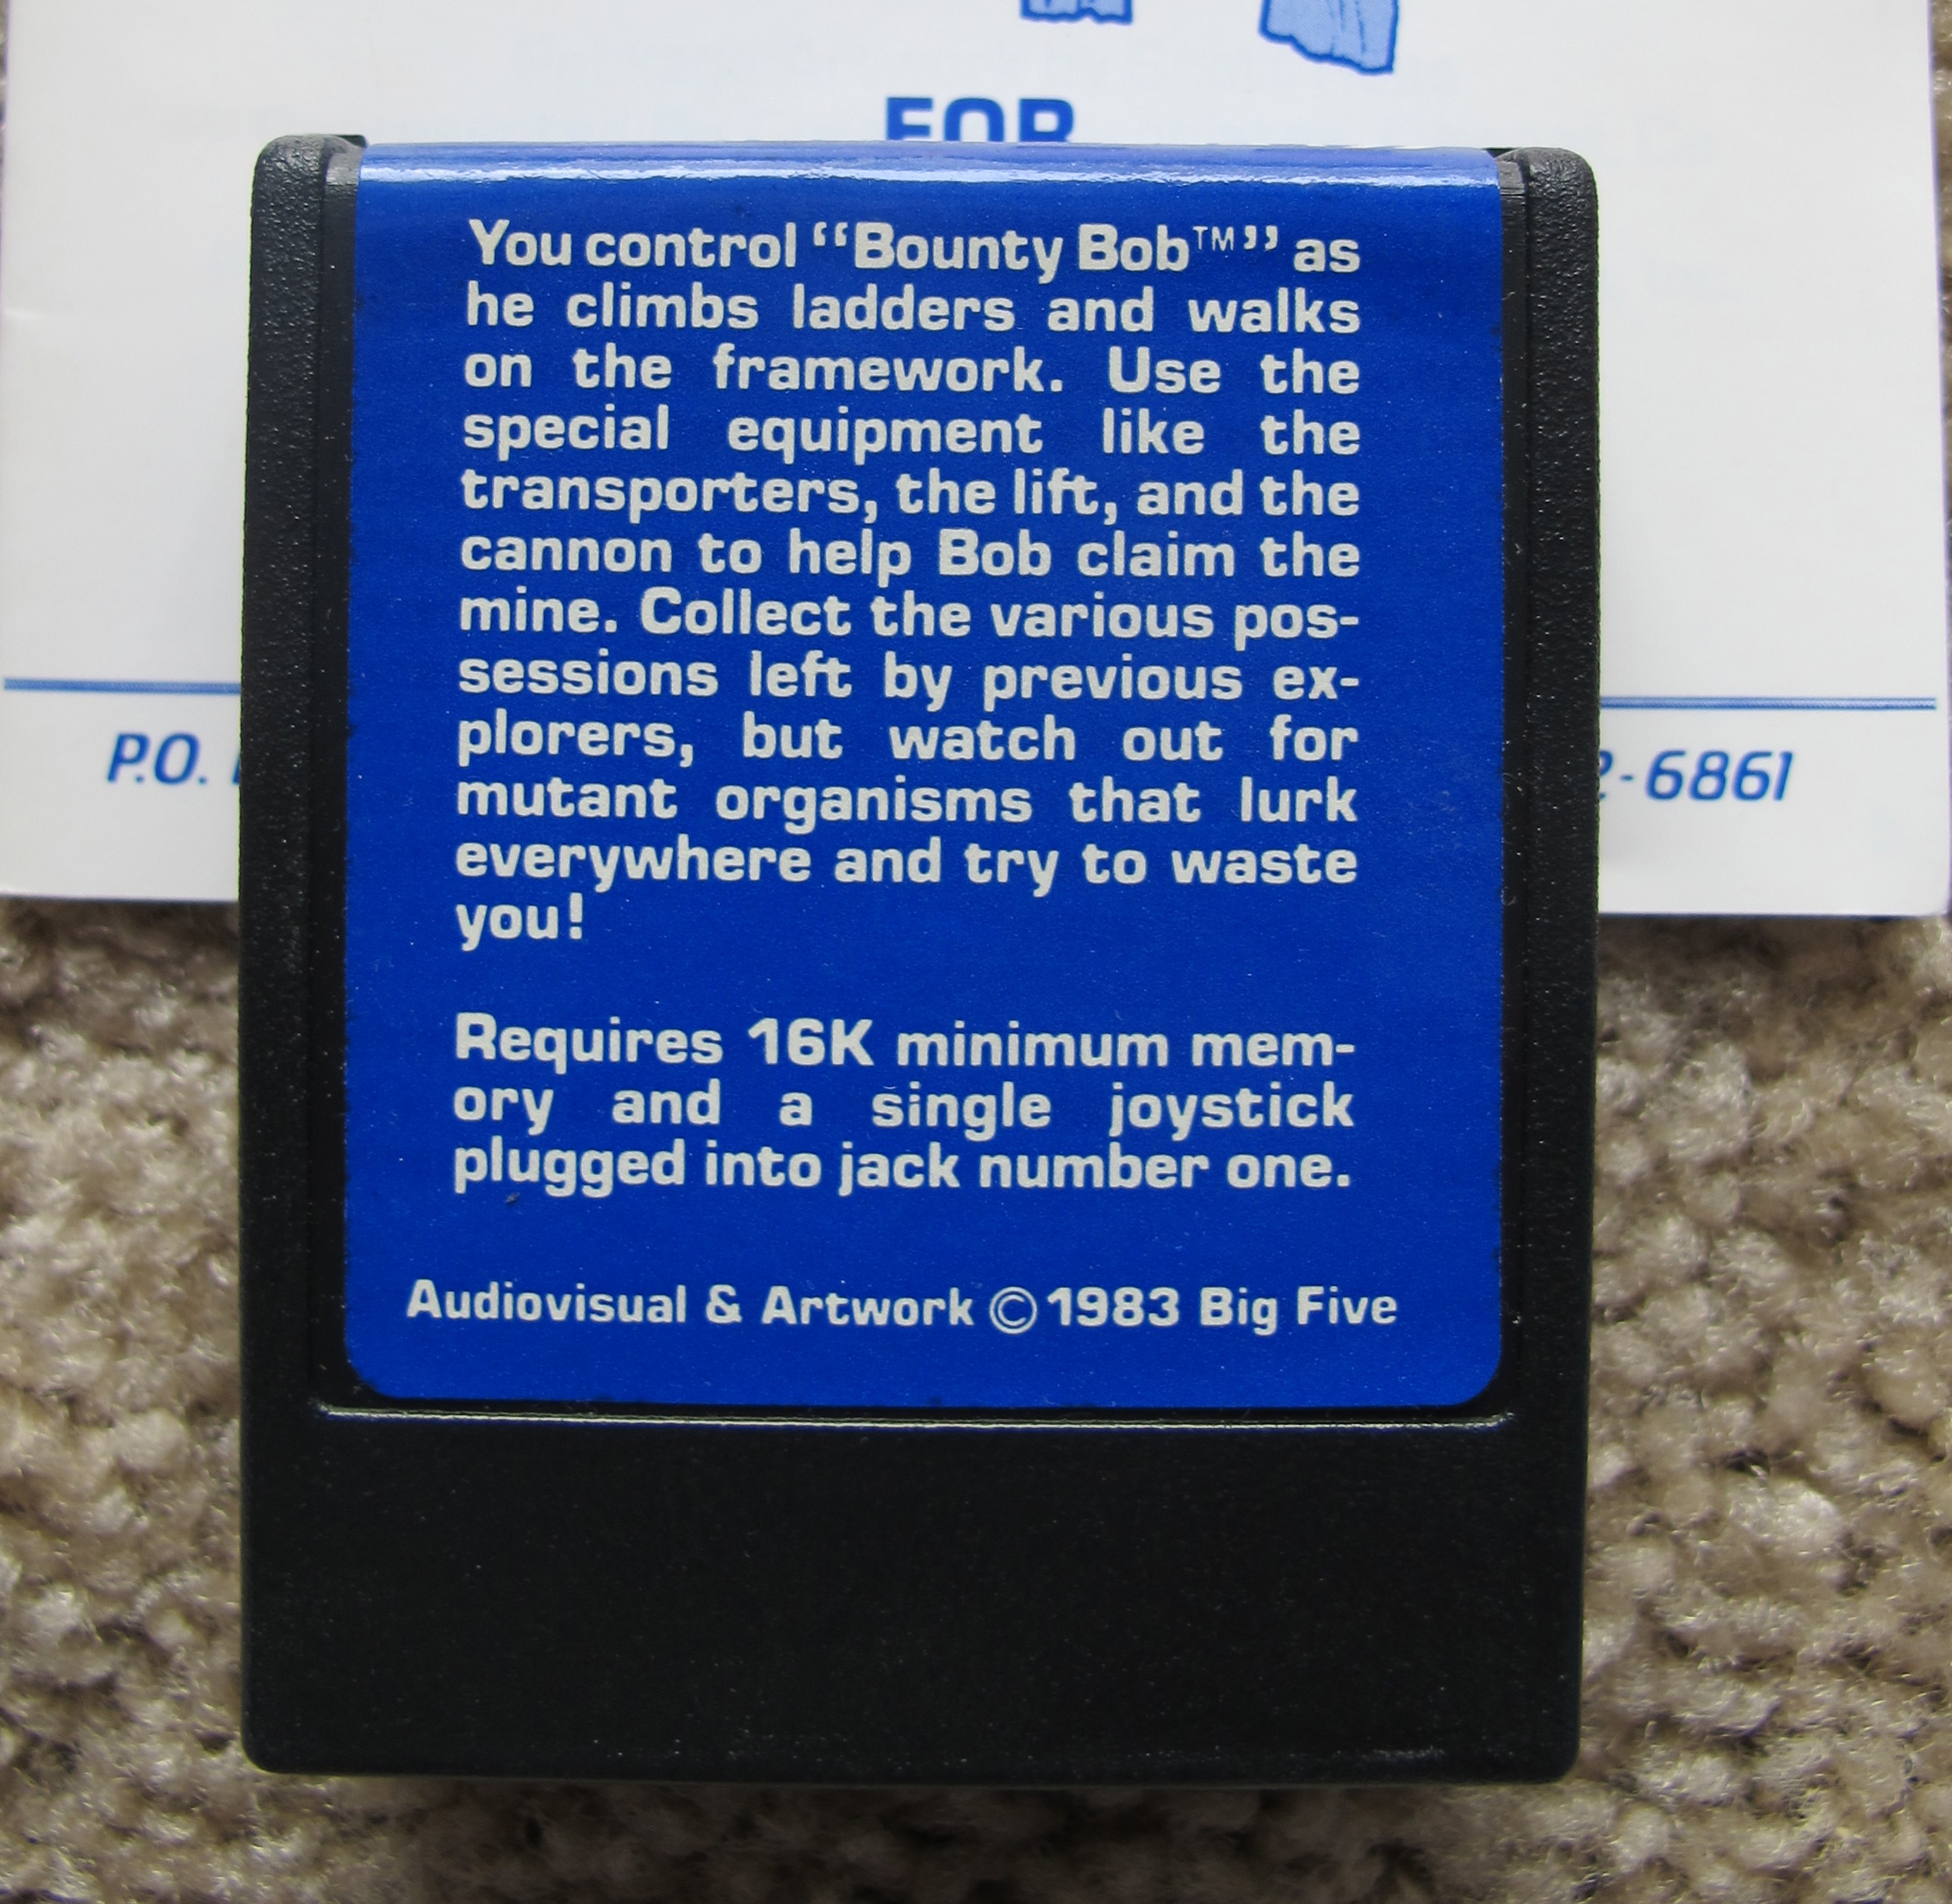 FOR
You control “Bounty Bob™” as
he climbs ladders and walks
on the framework. Use the
special equipment like the
transporters, the lift, and the
cannon to help Bob claim the
mine. Collect the various pos-
sessions left by previous ex-
plorers, but watch out for
mutant organisms that lurk
everywhere and try to waste
you!
Requires 16K minimum mem-
ory and a single joystick
plugged into jack number one.
Audiovisual & Artwork ©1983 Big Five
P.O.
-6861